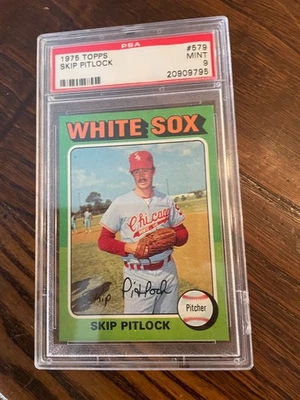 1975 TOPPS #579
SKIP PITLOCK MINT 9
PSA 20909795
WHITE SOX
Chicago
Skip Pitlock
Pitcher
SKIP PITLOCK